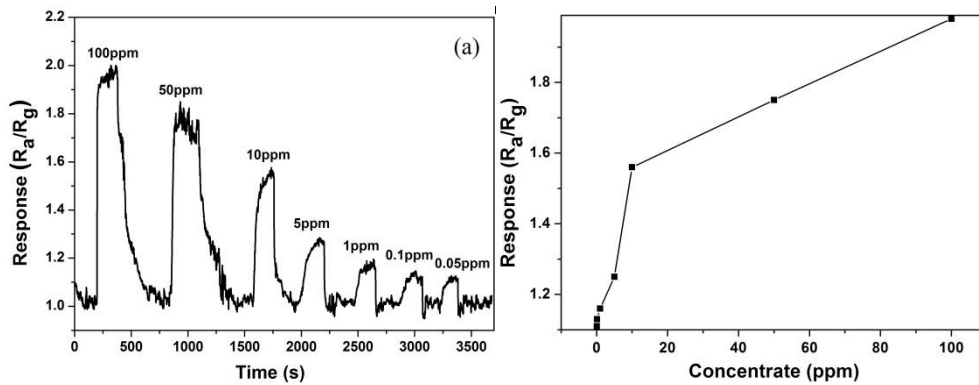 (a)
100ppm
50ppm
10ppm
5ppm
1ppm
0.1ppm
0.05ppm
2.2
2.0
1.8
1.6
1.4
1.2
1.0
Response (Ra/Rg)
0 500 1000 1500 2000 2500 3000 3500
Time (s)
1.8
1.6
1.4
1.2
Response (Ra/Rg)
0 20 40 60 80 100
Concentrate (ppm)